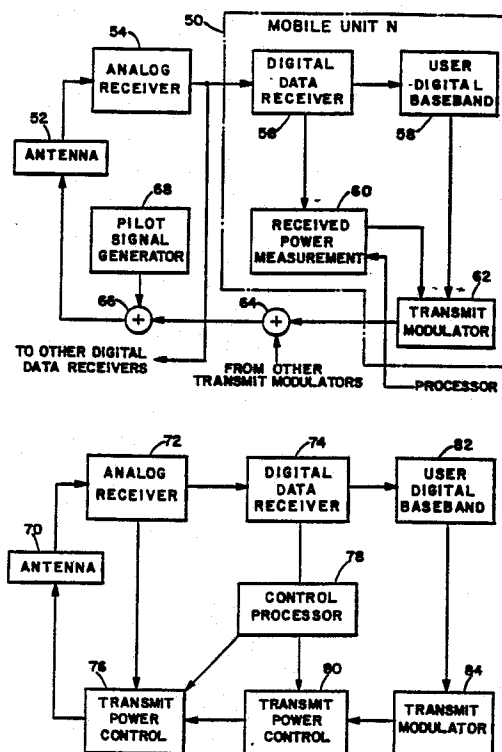 50
MOBILE UNIT N
54
ANALOG
RECEIVER
DIGITAL
DATA
RECEIVER
56
USER
DIGITAL
BASEBAND
58
52
ANTENNA
68
PILOT
SIGNAL
GENERATOR
60
RECEIVED
POWER
MEASUREMENT
62
TRANSMIT
MODULATOR
66
+
64
+
TO OTHER DIGITAL
DATA RECEIVERS
FROM OTHER
TRANSMIT MODULATORS
PROCESSOR
72
ANALOG
RECEIVER
74
DIGITAL
DATA
RECEIVER
82
USER
DIGITAL
BASEBAND
70
ANTENNA
78
CONTROL
PROCESSOR
76
TRANSMIT
POWER
CONTROL
80
TRANSMIT
POWER
CONTROL
84
TRANSMIT
MODULATOR